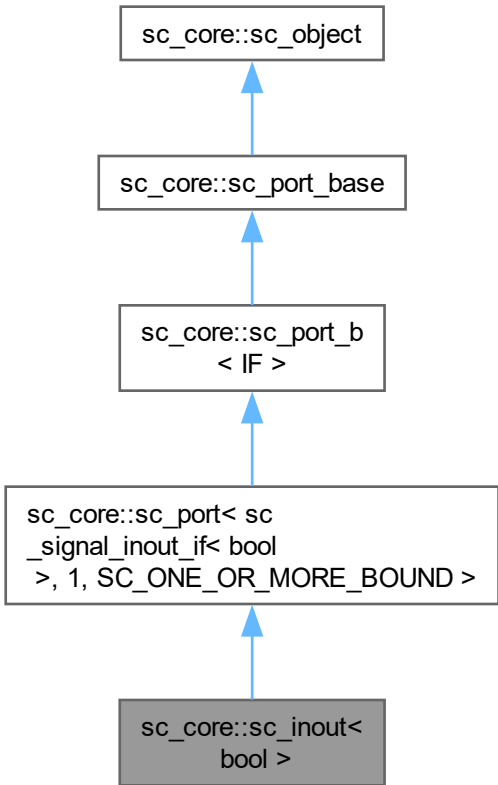 sc_core::sc_object
sc_core::sc_port_base
sc_core::sc_port_b
< IF >
sc_core::sc_port< sc
_signal_inout_if< bool
>, 1, SC_ONE_OR_MORE_BOUND >
sc_core::sc_inout<
bool >